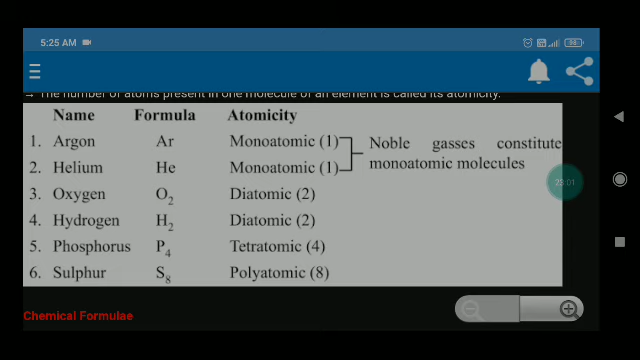 5:25 AM
88
→ The number of atoms present in one molecule of an element is called its atomicity.
Name Formula Atomicity
1. Argon Ar Monoatomic (1)
2. Helium He Monoatomic (1)
Noble gasses constitute
monoatomic molecules
3. Oxygen O₂ Diatomic (2)
23:01
4. Hydrogen H₂ Diatomic (2)
5. Phosphorus P₄ Tetratomic (4)
6. Sulphur S₈ Polyatomic (8)
Chemical Formulae